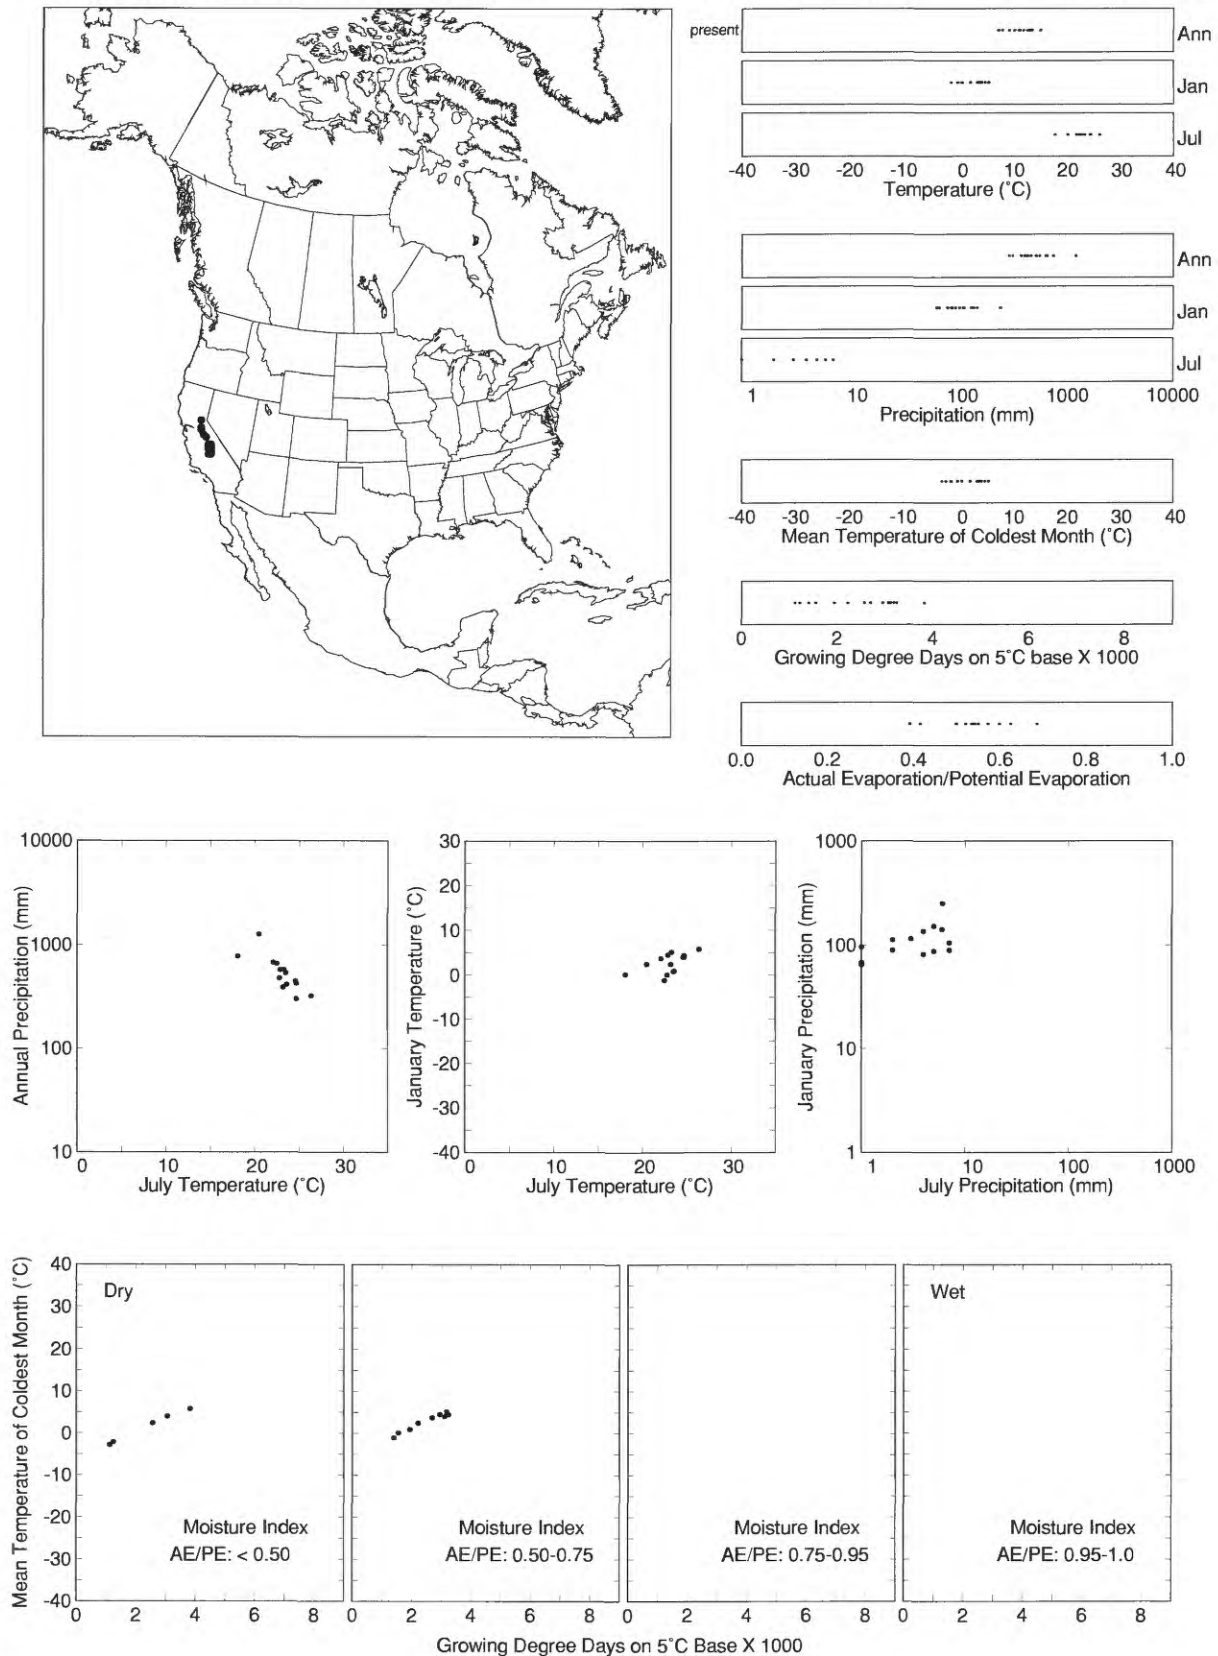 present
Ann
Jan
Jul
-40 -30 -20 -10 0 10 20 30 40
Temperature (˚C)
Ann
Jan
Jul
1 10 100 1000 10000
Precipitation (mm)
-40 -30 -20 -10 0 10 20 30 40
Mean Temperature of Coldest Month (˚C)
0 2 4 6 8
Growing Degree Days on 5˚C base X 1000
0.0 0.2 0.4 0.6 0.8 1.0
Actual Evaporation/Potential Evaporation
Annual Precipitation (mm)
10000
1000
100
10
0 10 20 30
July Temperature (˚C)
January Temperature (˚C)
30
20
10
0
-10
-20
-30
-40
0 10 20 30
July Temperature (˚C)
January Precipitation (mm)
1000
100
10
1
1 10 100 1000
July Precipitation (mm)
Mean Temperature of Coldest Month (˚C)
40
30
20
10
0
-10
-20
-30
-40
Dry
Moisture Index
AE/PE: < 0.50
0 2 4 6 8
Moisture Index
AE/PE: 0.50-0.75
0 2 4 6 8
Moisture Index
AE/PE: 0.75-0.95
0 2 4 6 8
Wet
Moisture Index
AE/PE: 0.95-1.0
0 2 4 6 8
Growing Degree Days on 5˚C Base X 1000